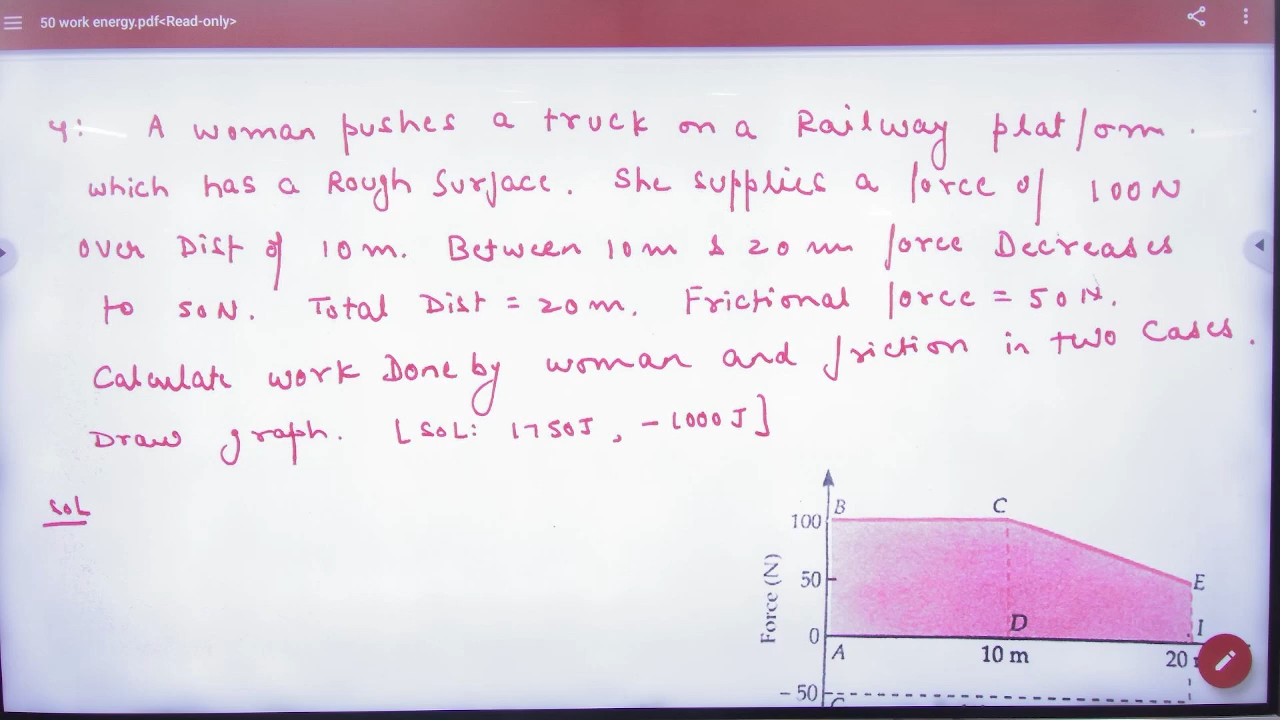 50 work energy.pdf<Read-only>
4: A woman pushes a truck on a Railway platform.
which has a Rough Surface. She supplies a force of 100N
over Dist of 10m. Between 10m & 20m force Decreases
to 50N. Total Dist = 20m. Frictional force = 50N.
Calculate work Done by woman and friction in two Cases.
Draw graph. [SOL: 1750J, -1000J]
SOL
B C
100
Force (N)
50 E
0 D I
A 10 m 20
- 50